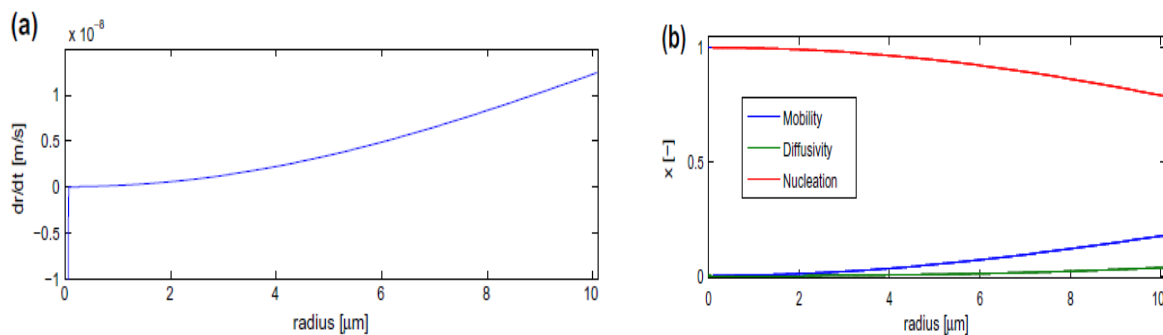 (a)
x 10⁻⁸
1
0.5
0
−0.5
−1
dr/dt [m/s]
0 2 4 6 8 10
radius [μm]
(b)
1
0.5
0
x [-]
Mobility
Diffusivity
Nucleation
0 2 4 6 8 10
radius [μm]